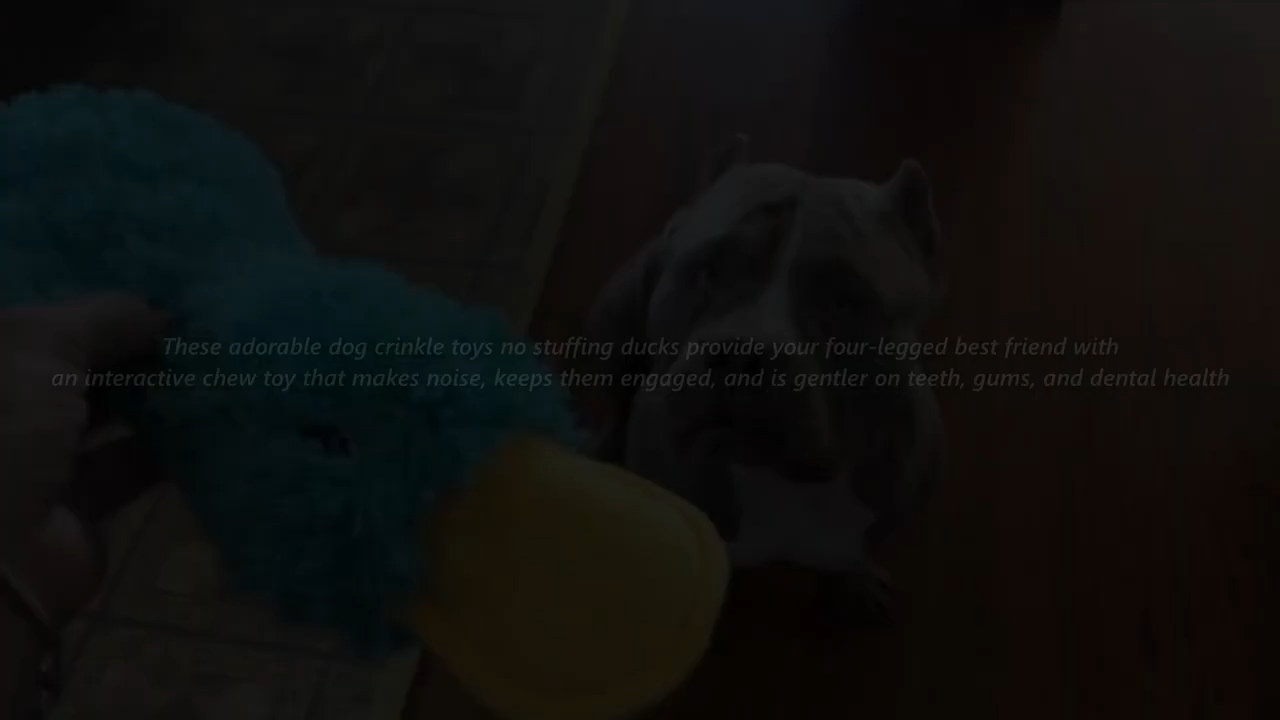 These adorable dog crinkle toys no stuffing ducks provide your four-legged best friend with
an interactive chew toy that makes noise, keeps them engaged, and is gentler on teeth, gums, and dental health